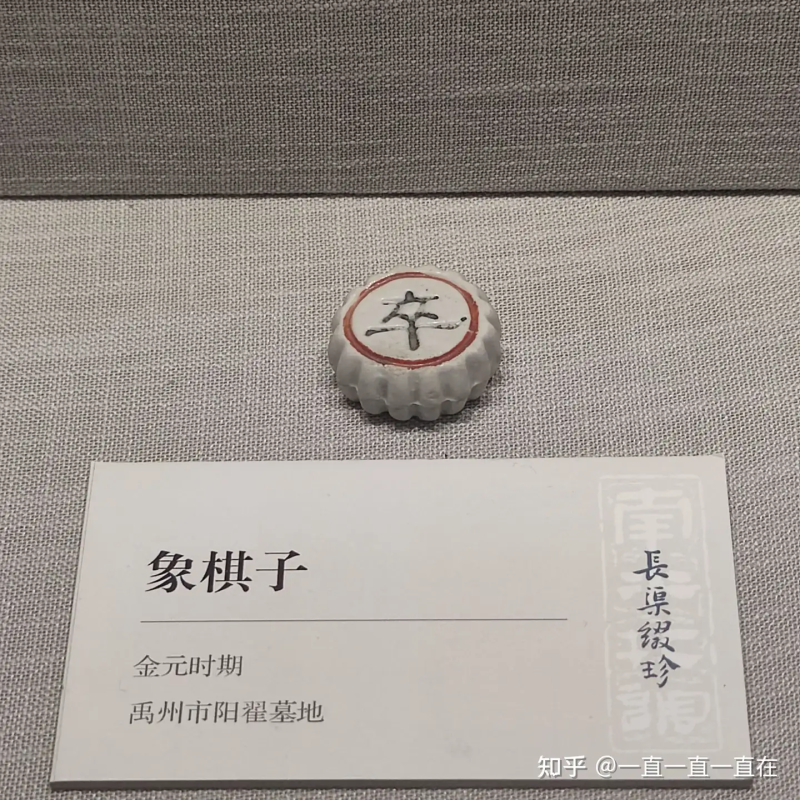 卒
象棋子
金元时期
禹州市阳翟墓地
長渠缀珍
知乎 @一直一直一直在